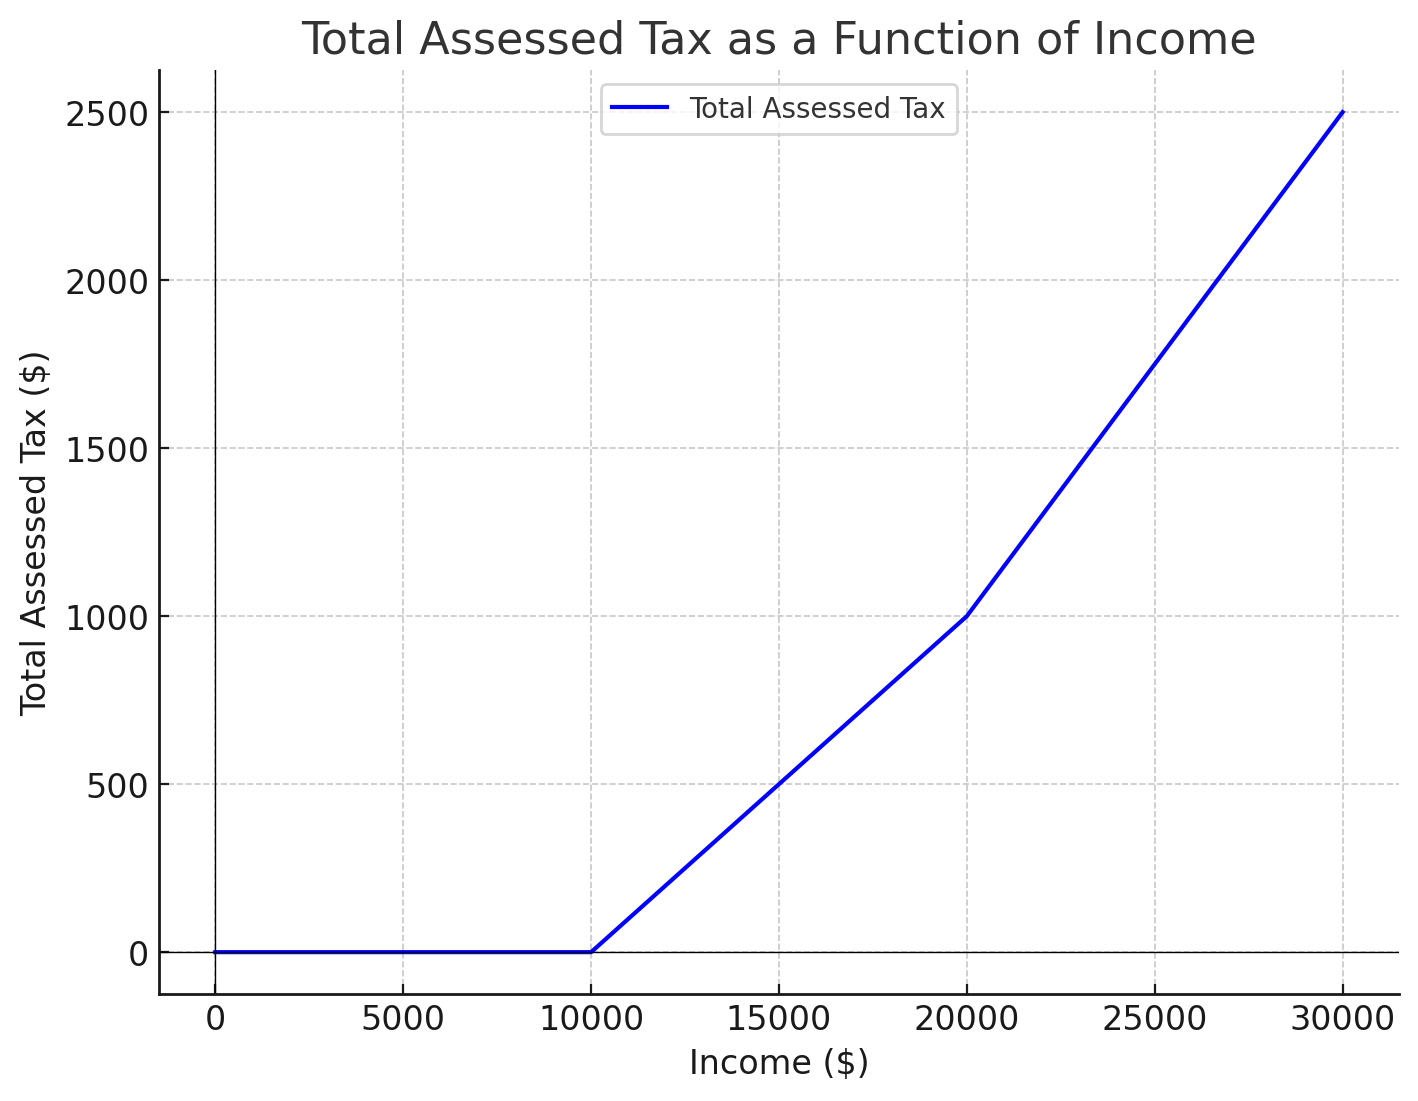 Total Assessed Tax as a Function of Income
Total Assessed Tax
Total Assessed Tax ($)
2500
2000
1500
1000
500
0
0 5000 10000 15000 20000 25000 30000
Income ($)